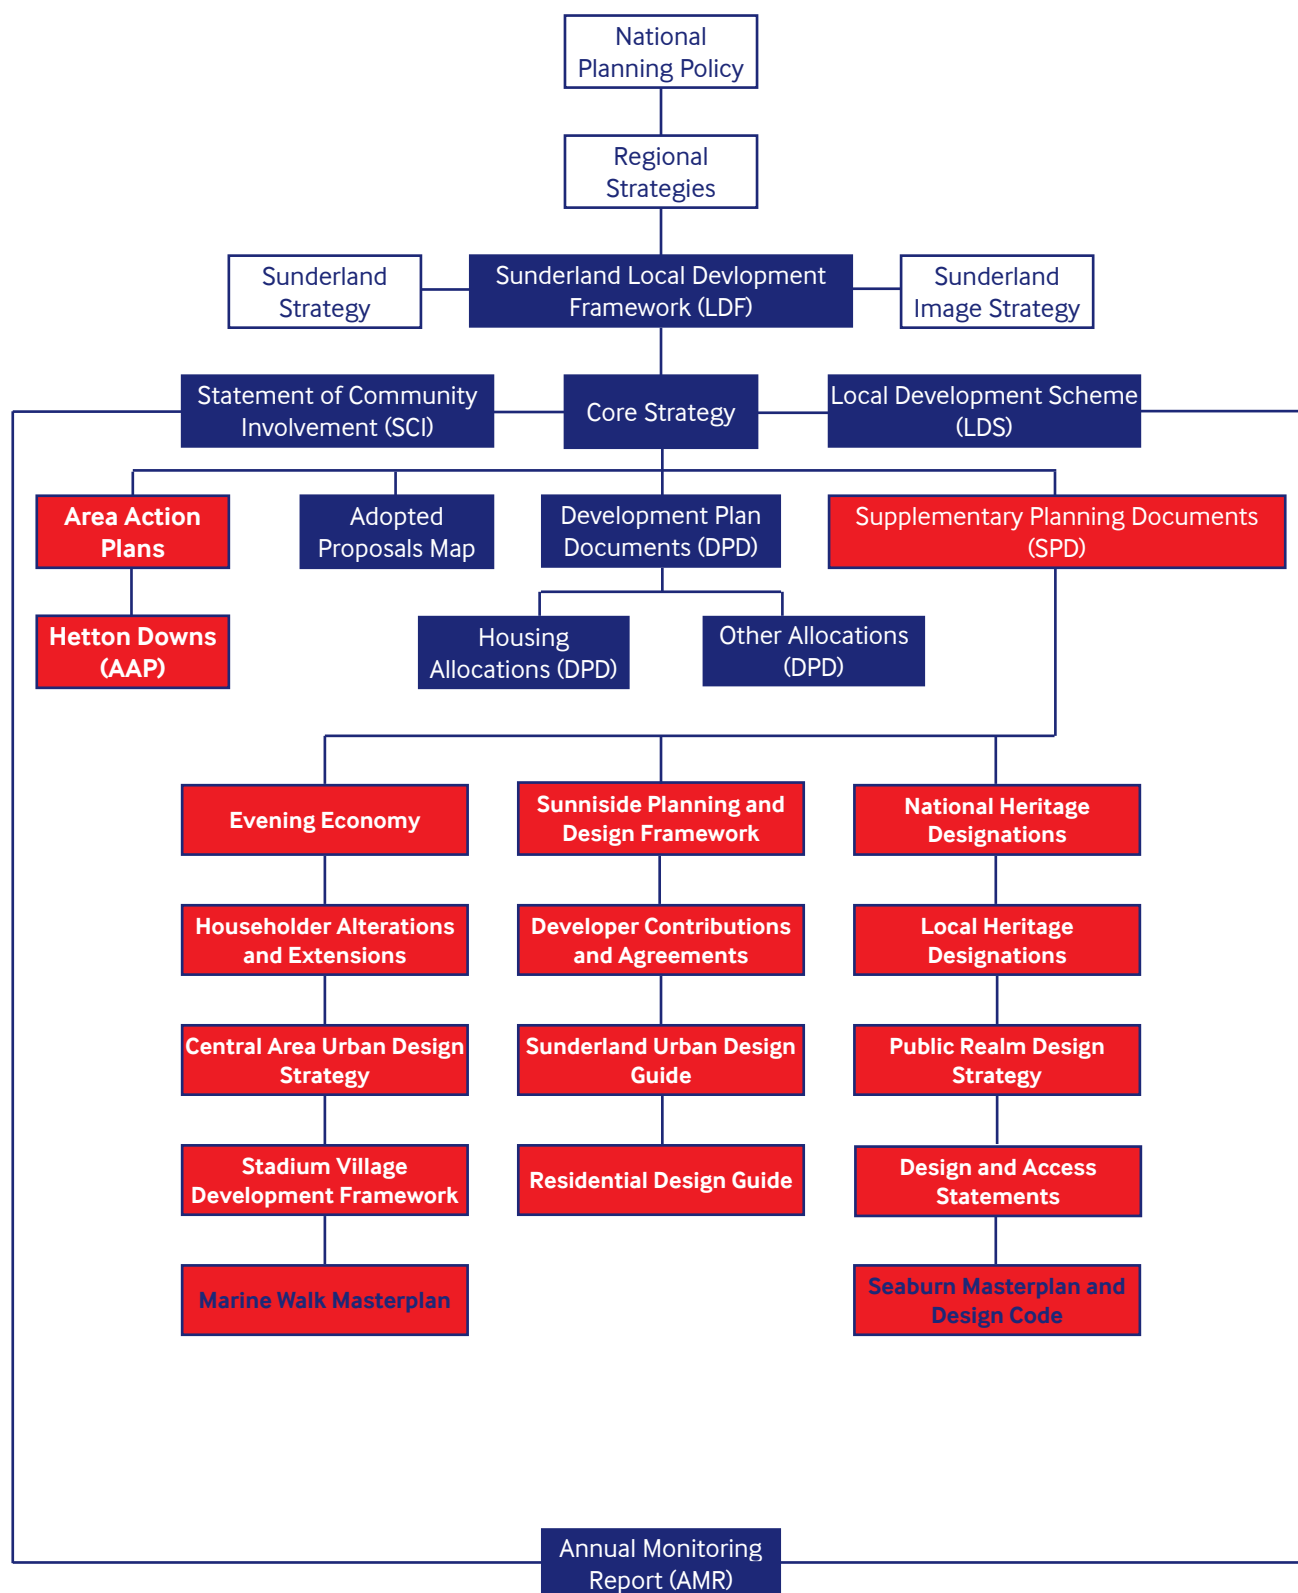 National
Planning Policy
Regional
Strategies
Sunderland
Strategy
Sunderland Local Devlopment
Framework (LDF)
Sunderland
Image Strategy
Statement of Community
Involvement (SCI)
Core Strategy
Local Development Scheme
(LDS)
Area Action
Plans
Adopted
Proposals Map
Development Plan
Documents (DPD)
Supplementary Planning Documents
(SPD)
Hetton Downs
(AAP)
Housing
Allocations (DPD)
Other Allocations
(DPD)
Evening Economy
Sunniside Planning and
Design Framework
National Heritage
Designations
Householder Alterations
and Extensions
Developer Contributions
and Agreements
Local Heritage
Designations
Central Area Urban Design
Strategy
Sunderland Urban Design
Guide
Public Realm Design
Strategy
Stadium Village
Development Framework
Residential Design Guide
Design and Access
Statements
Marine Walk Masterplan
Seaburn Masterplan and
Design Code
Annual Monitoring
Report (AMR)